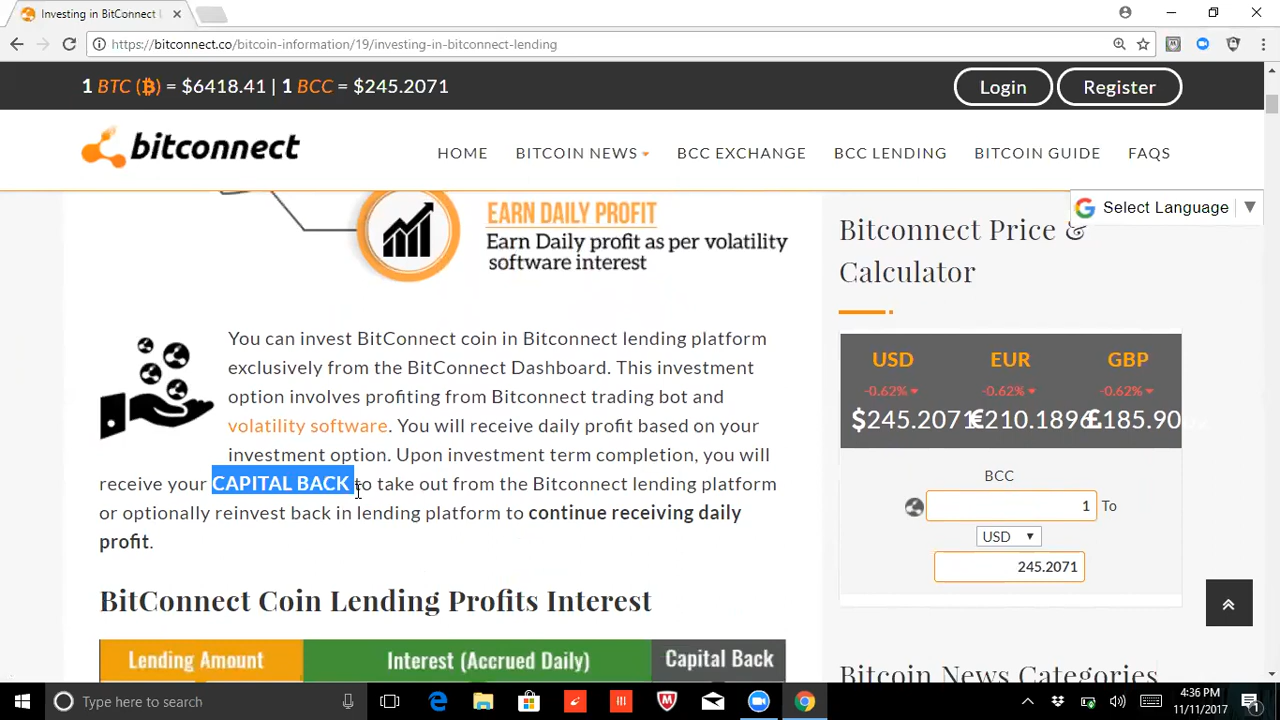 Investing in BitConnect L
https://bitconnect.co/bitcoin-information/19/investing-in-bitconnect-lending
1 BTC (₿) = $6418.41 | 1 BCC = $245.2071
Login
Register
bitconnect
HOME
BITCOIN NEWS
BCC EXCHANGE
BCC LENDING
BITCOIN GUIDE
FAQS
Select Language
EARN DAILY PROFIT
Earn Daily profit as per volatility
software interest
You can invest BitConnect coin in Bitconnect lending platform
exclusively from the BitConnect Dashboard. This investment
option involves profiting from Bitconnect trading bot and
volatility software. You will receive daily profit based on your
investment option. Upon investment term completion, you will
receive your CAPITAL BACK to take out from the Bitconnect lending platform
or optionally reinvest back in lending platform to continue receiving daily
profit.
BitConnect Coin Lending Profits Interest
Lending Amount
Interest (Accrued Daily)
Capital Back
Bitconnect Price &
Calculator
USD
EUR
GBP
-0.62%
-0.62%
-0.62%
$245.2071
€210.1896
£185.90
BCC
1 To
USD
245.2071
Bitcoin News Categories
Type here to search
4:36 PM
11/11/2017